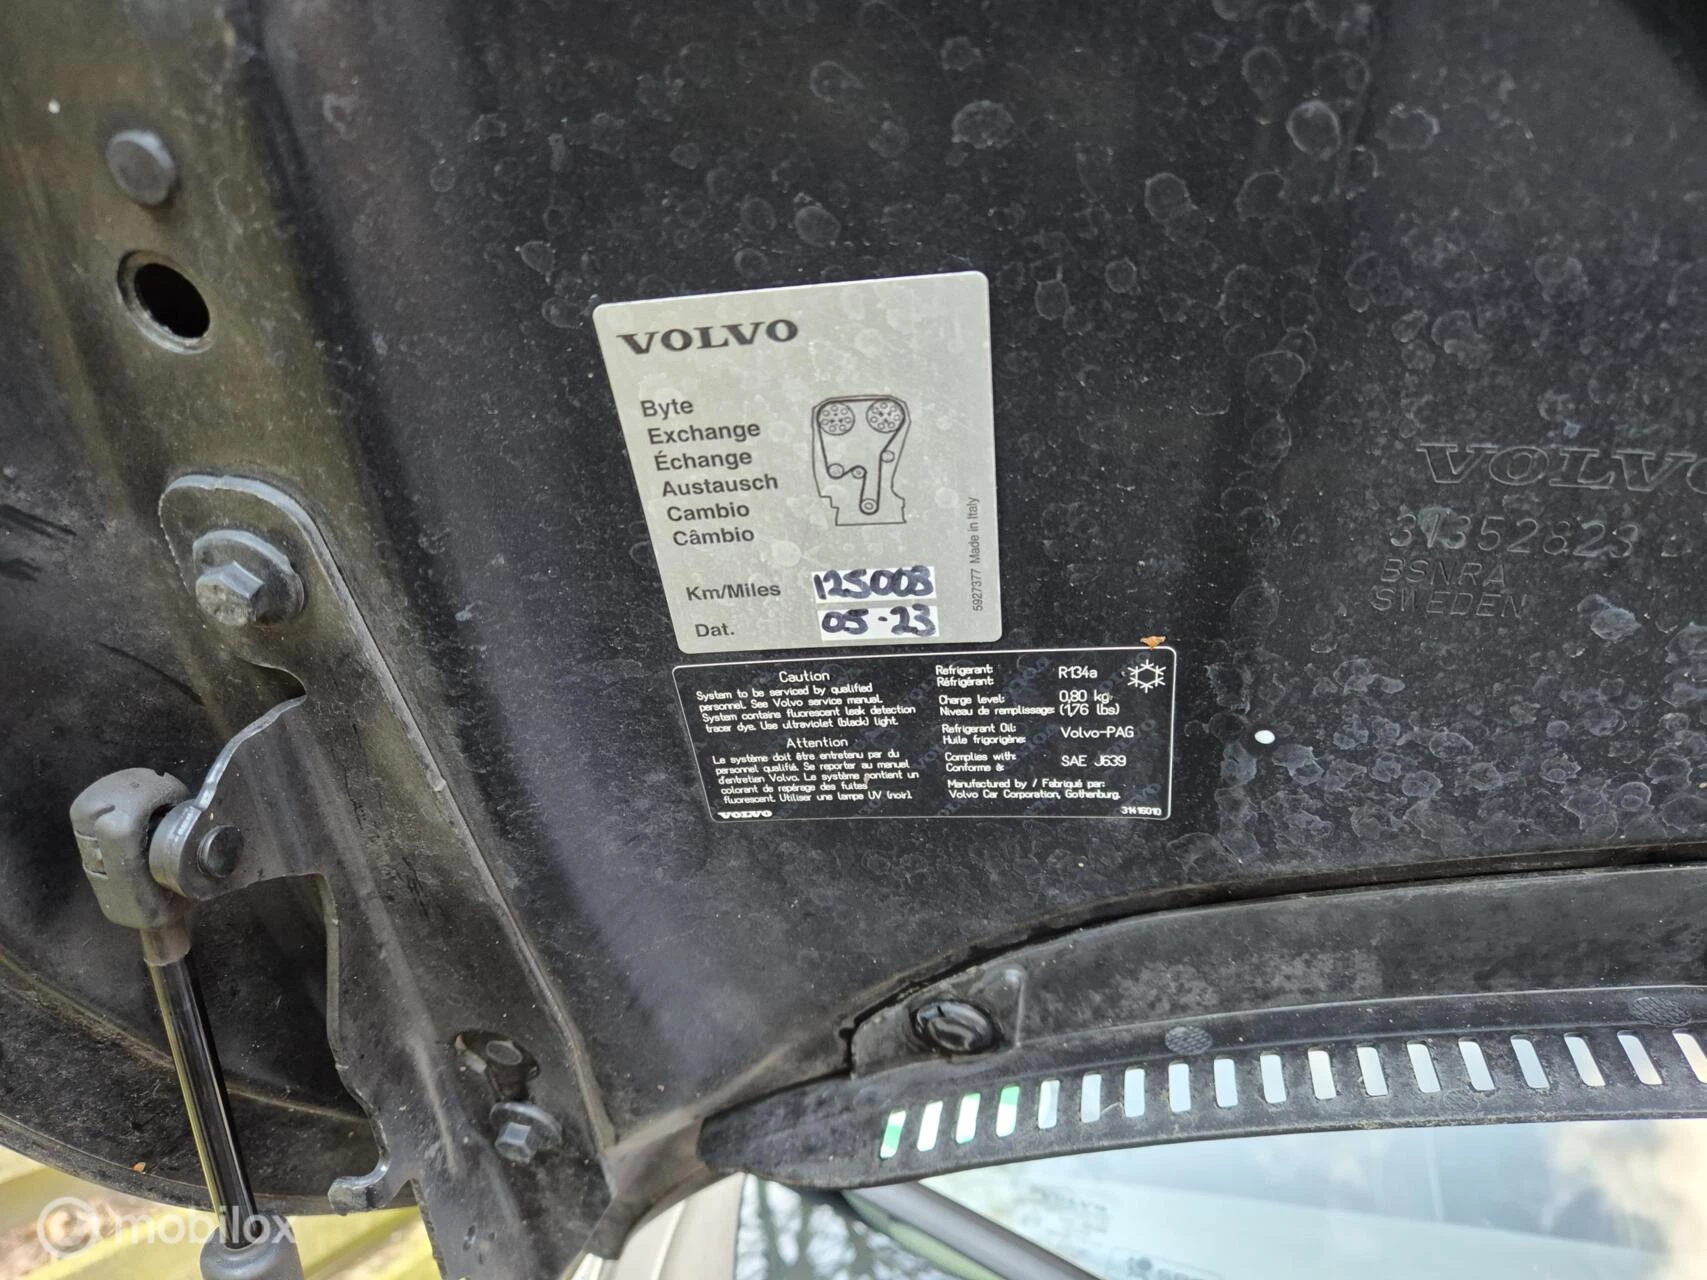 VOLVO
Byte
Exchange
Échange
Austausch
Cambio
Câmbio
Km/Miles 125008
Dat. 05.23
5927377 Made in Italy
Caution
System to be serviced by qualified
personnel. See Volvo service manual.
System contains fluorescent leak detection
tracer dye. Use ultraviolet (black) light.
Attention
Le système doit être entretenu par du
personnel qualifié. Se reporter au manuel
d'entretien Volvo. Le système contient un
colorant de repérage des fuites
fluorescent. Utiliser une lampe UV (noir).
VOLVO
Refrigerant: R134a
Réfrigérant:
Charge level: 0,80 kg
Niveau de remplissage: (1,76 lbs)
Refrigerant Oil: Volvo-PAG
Huile frigorigène:
Complies with: SAE J639
Conforme à:
Manufactured by / Fabriqué par:
Volvo Car Corporation, Gothenburg.
31416010
VOLVO
31352823
BSNRA
SWEDEN
mobilox